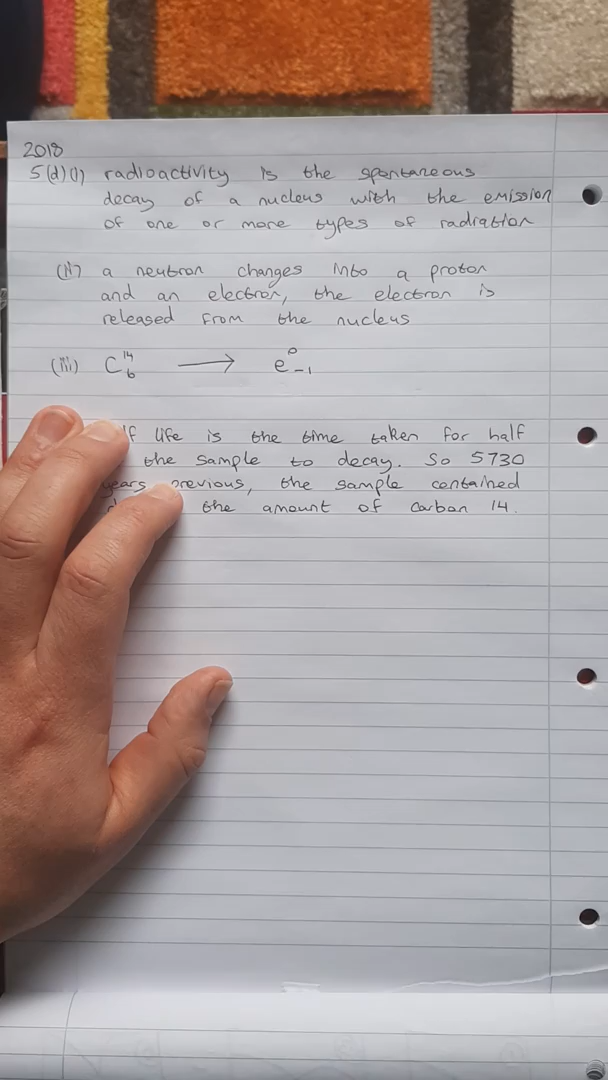 2018
5(d)(i) radioactivity is the spontaneous
decay of a nucleus with the emission
of one or more types of radiation
(ii) a neutron changes into a proton
and an electron, the electron is
released from the nucleus
(iii) C¹⁴₆ ⟶ e⁰₋₁
lf life is the time taken for half
the sample to decay. So 5730
years previous, the sample contained
the amount of carbon 14.